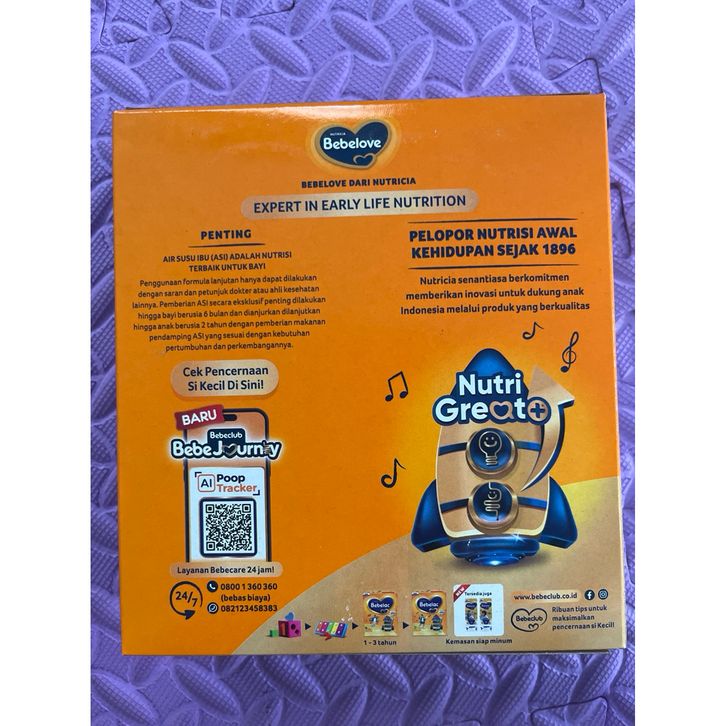 NUTRICIA
Bebelove
BEBELOVE DARI NUTRICIA
EXPERT IN EARLY LIFE NUTRITION
PENTING
AIR SUSU IBU (ASI) ADALAH NUTRISI
TERBAIK UNTUK BAYI
Penggunaan formula lanjutan hanya dapat dilakukan
dengan saran dan petunjuk dokter atau ahli kesehatan
lainnya. Pemberian ASI secara eksklusif penting dilakukan
hingga bayi berusia 6 bulan dan dianjurkan dilanjutkan
hingga anak berusia 2 tahun dengan pemberian makanan
pendamping ASI yang sesuai dengan kebutuhan
pertumbuhan dan perkembangannya.
PELOPOR NUTRISI AWAL
KEHIDUPAN SEJAK 1896
Nutricia senantiasa berkomitmen
memberikan inovasi untuk dukung anak
Indonesia melalui produk yang berkualitas
Cek Pencernaan
Si Kecil Di Sini!
BARU
Bebeclub
BebeJourney
AI Poop
Tracker
Layanan Bebecare 24 jam!
24/7
0800 1 360 360
(bebas biaya)
082123458383
Nutri
Great+
Bebelac
1 - 3 tahun
Bebelac
NEW
Tersedia juga
Kemasan siap minum
www.bebeclub.co.id
Bebeclub
Ribuan tips untuk
maksimalkan
pencernaan si Kecil!